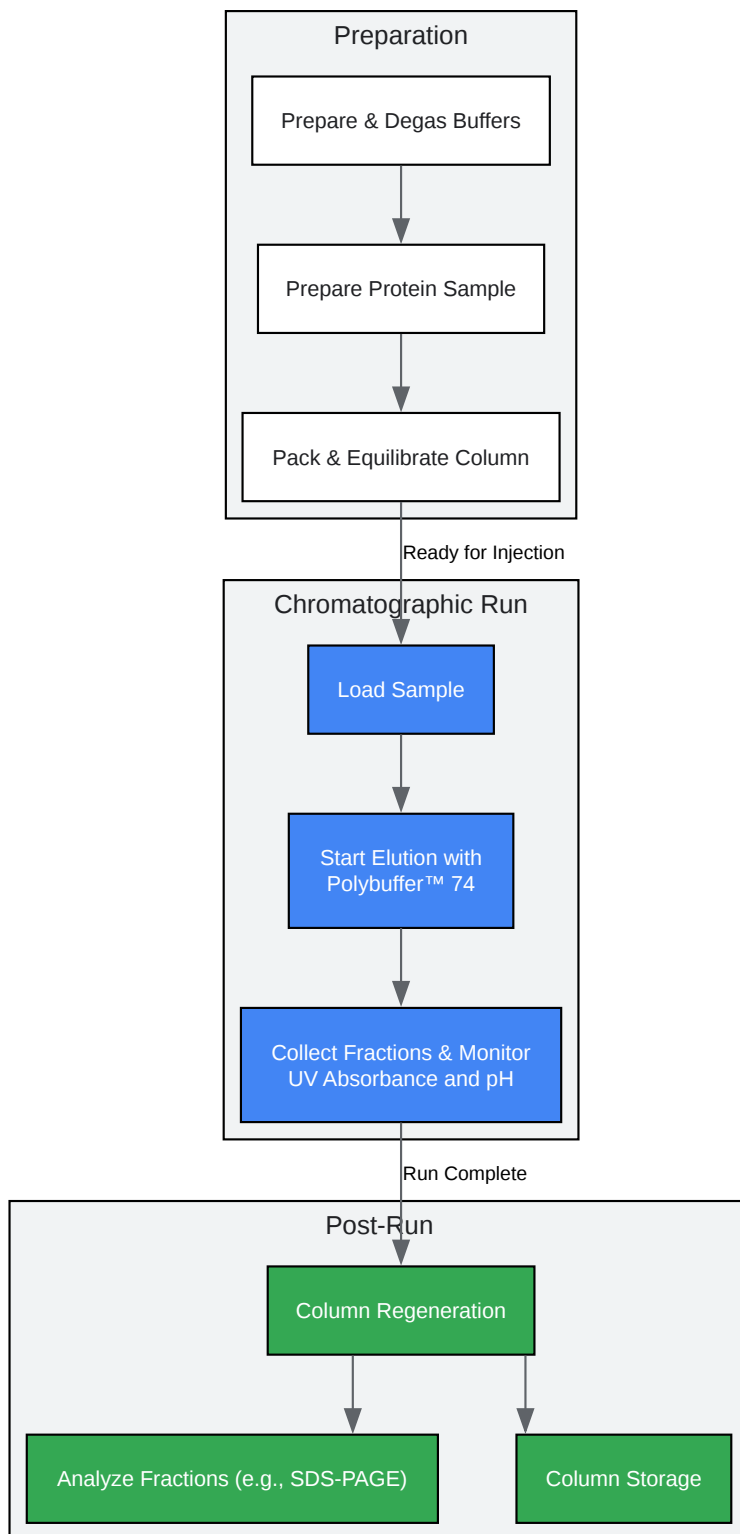 Preparation
Prepare & Degas Buffers
Prepare Protein Sample
Pack & Equilibrate Column
Ready for Injection
Chromatographic Run
Load Sample
Start Elution with
Polybuffer™ 74
Collect Fractions & Monitor
UV Absorbance and pH
Run Complete
Post-Run
Column Regeneration
Analyze Fractions (e.g., SDS-PAGE)
Column Storage